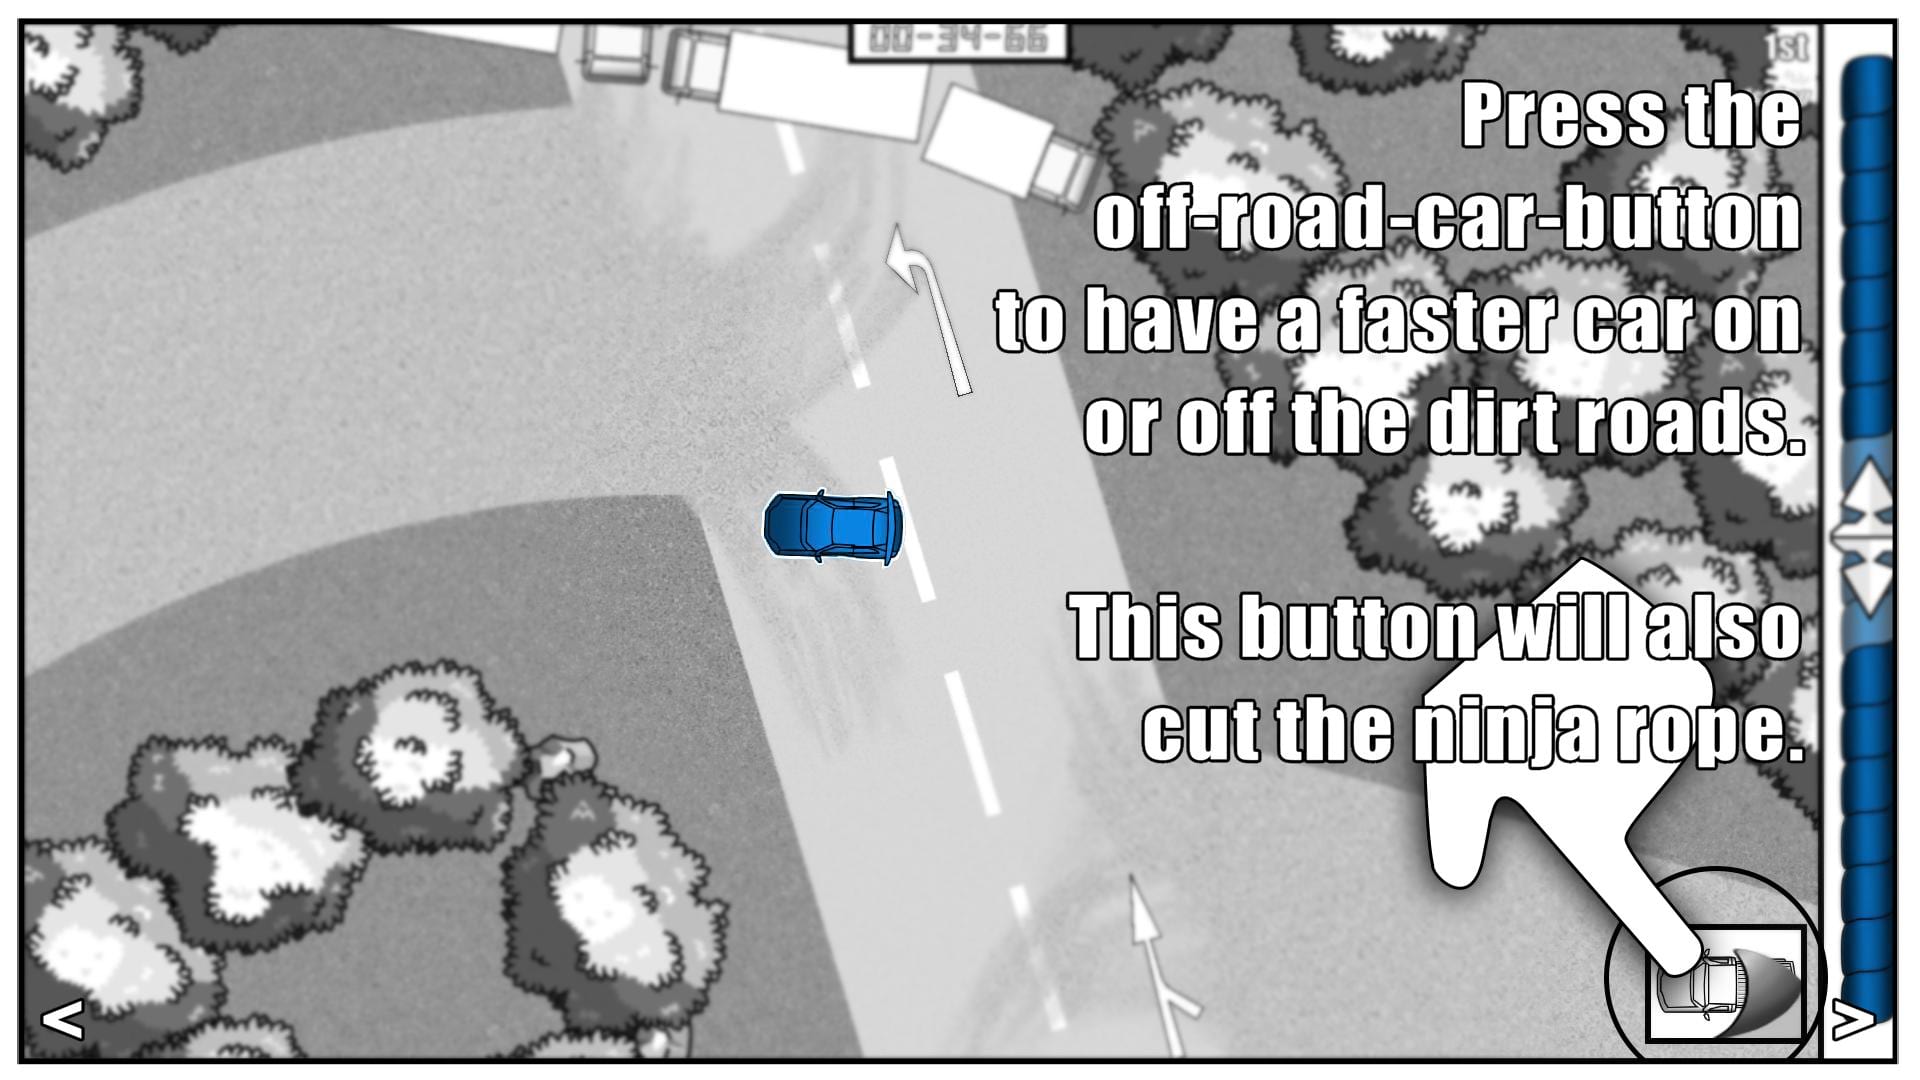 00-34-66
1st
Press the
off-road-car-button
to have a faster car on
or off the dirt roads.
This button will also
cut the ninja rope.
< >